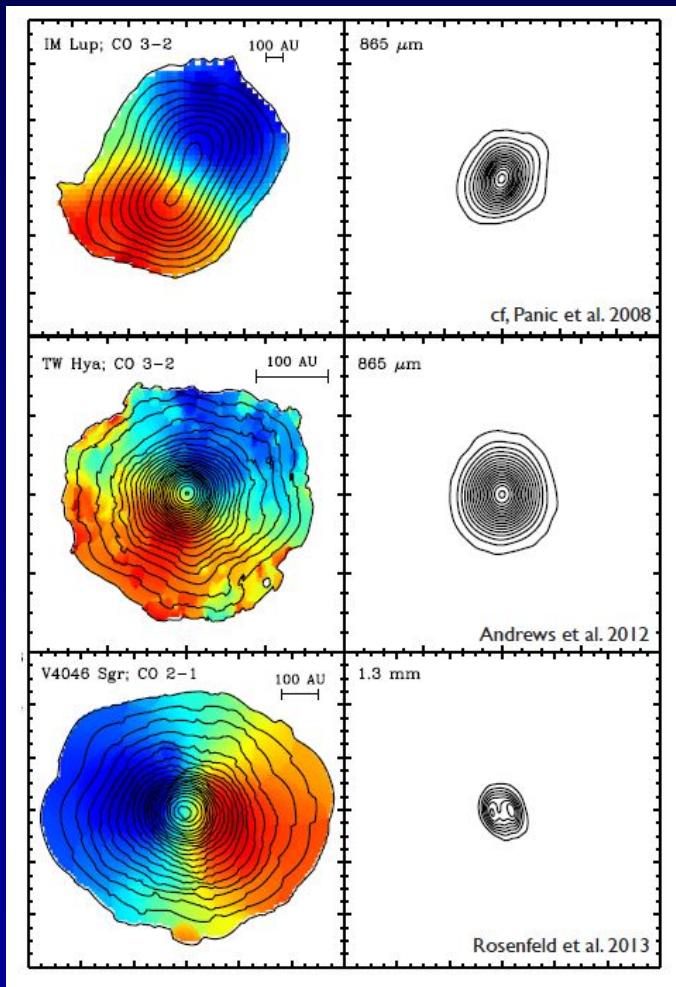 IM Lup; CO 3-2
100 AU
865 μm
cf, Panic et al. 2008
TW Hya; CO 3-2
100 AU
865 μm
Andrews et al. 2012
V4046 Sgr; CO 2-1
100 AU
1.3 mm
Rosenfeld et al. 2013